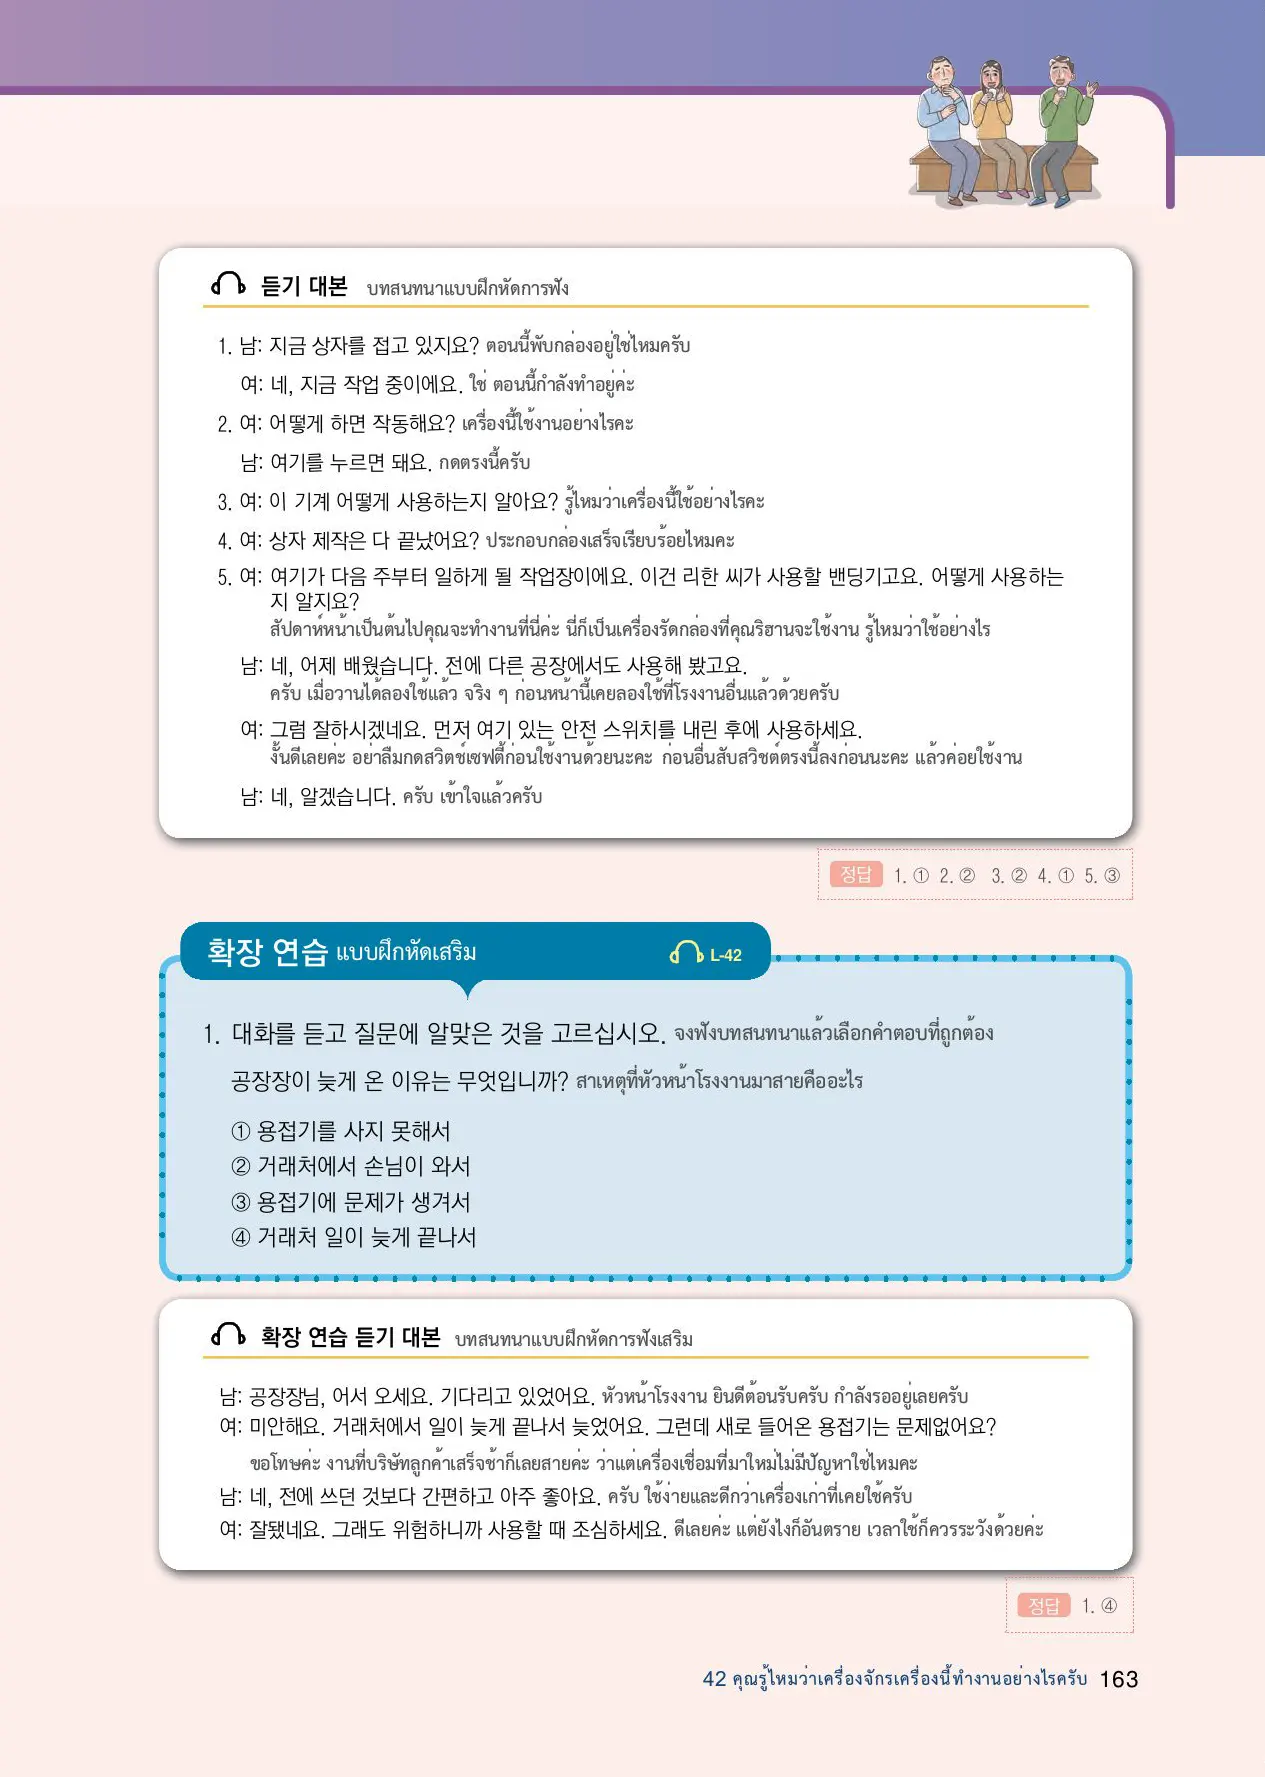 듣기 대본 บทสนทนาแบบฝึกหัดการฟัง
1. 남: 지금 상자를 접고 있지요? ตอนนี้พับกล่องอยู่ใช่ไหมครับ
여: 네, 지금 작업 중이에요. ใช่ ตอนนี้กำลังทำอยู่ค่ะ
2. 여: 어떻게 하면 작동해요? เครื่องนี้ใช้งานอย่างไรคะ
남: 여기를 누르면 돼요. กดตรงนี้ครับ
3. 여: 이 기계 어떻게 사용하는지 알아요? รู้ไหมว่าเครื่องนี้ใช้อย่างไรคะ
4. 여: 상자 제작은 다 끝났어요? ประกอบกล่องเสร็จเรียบร้อยไหมคะ
5. 여: 여기가 다음 주부터 일하게 될 작업장이에요. 이건 리한 씨가 사용할 밴딩기고요. 어떻게 사용하는
지 알지요?
สัปดาห์หน้าเป็นต้นไปคุณจะทำงานที่นี่ค่ะ นี่ก็เป็นเครื่องรัดกล่องที่คุณริฮานจะใช้งาน รู้ไหมว่าใช้อย่างไร
남: 네, 어제 배웠습니다. 전에 다른 공장에서도 사용해 봤고요.
ครับ เมื่อวานได้ลองใช้แล้ว จริง ๆ ก่อนหน้านี้เคยลองใช้ที่โรงงานอื่นแล้วด้วยครับ
여: 그럼 잘하시겠네요. 먼저 여기 있는 안전 스위치를 내린 후에 사용하세요.
งั้นดีเลยค่ะ อย่าลืมกดสวิตช์เซฟตี้ก่อนใช้งานด้วยนะคะ ก่อนอื่นสับสวิชต์ตรงนี้ลงก่อนนะคะ แล้วค่อยใช้งาน
남: 네, 알겠습니다. ครับ เข้าใจแล้วครับ
정답 1. ① 2. ② 3. ② 4. ① 5. ③
확장 연습 แบบฝึกหัดเสริม L-42
1. 대화를 듣고 질문에 알맞은 것을 고르십시오. จงฟังบทสนทนาแล้วเลือกคำตอบที่ถูกต้อง
공장장이 늦게 온 이유는 무엇입니까? สาเหตุที่หัวหน้าโรงงานมาสายคืออะไร
① 용접기를 사지 못해서
② 거래처에서 손님이 와서
③ 용접기에 문제가 생겨서
④ 거래처 일이 늦게 끝나서
확장 연습 듣기 대본 บทสนทนาแบบฝึกหัดการฟังเสริม
남: 공장장님, 어서 오세요. 기다리고 있었어요. หัวหน้าโรงงาน ยินดีต้อนรับครับ กำลังรออยู่เลยครับ
여: 미안해요. 거래처에서 일이 늦게 끝나서 늦었어요. 그런데 새로 들어온 용접기는 문제없어요?
ขอโทษค่ะ งานที่บริษัทลูกค้าเสร็จช้าก็เลยสายค่ะ ว่าแต่เครื่องเชื่อมที่มาใหม่ไม่มีปัญหาใช่ไหมคะ
남: 네, 전에 쓰던 것보다 간편하고 아주 좋아요. ครับ ใช้ง่ายและดีกว่าเครื่องเก่าที่เคยใช้ครับ
여: 잘됐네요. 그래도 위험하니까 사용할 때 조심하세요. ดีเลยค่ะ แต่ยังไงก็อันตราย เวลาใช้ก็ควรระวังด้วยค่ะ
정답 1. ④
42 คุณรู้ไหมว่าเครื่องจักรเครื่องนี้ทำงานอย่างไรครับ 163